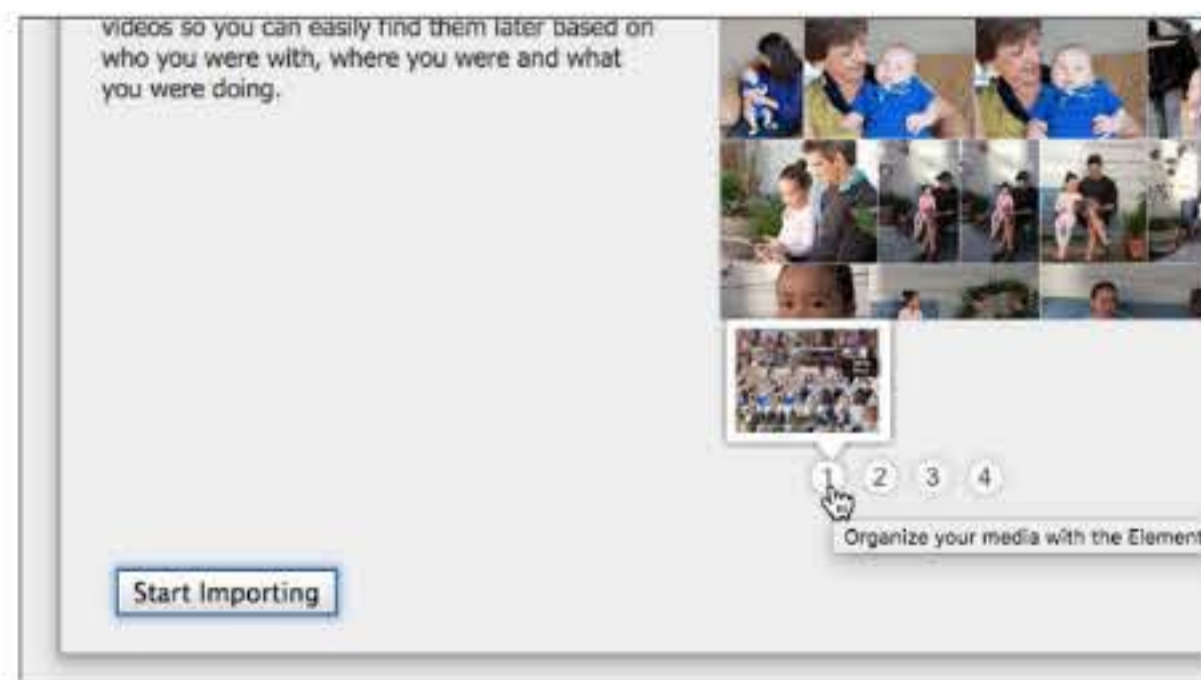 videos so you can easily find them later based on
who you were with, where you were and what
you were doing.
1 2 3 4
Organize your media with the Element
Start Importing